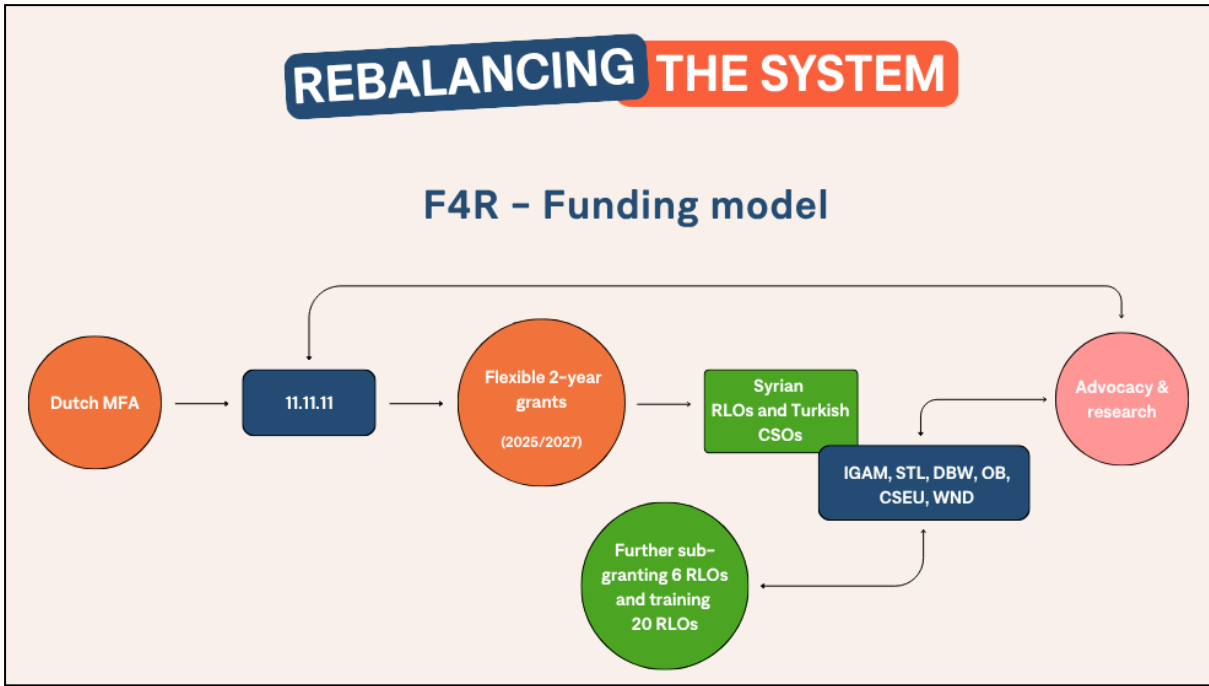 REBALANCING THE SYSTEM
F4R - Funding model
Dutch MFA
11.11.11
Flexible 2-year
grants
(2025/2027)
Syrian
RLOs and Turkish
CSOs
IGAM, STL, DBW, OB,
CSEU, WND
Advocacy &
research
Further sub-
granting 6 RLOs
and training
20 RLOs